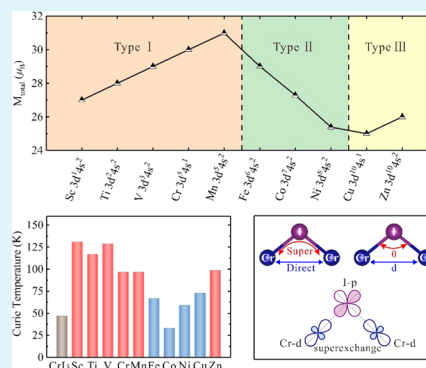 32
30
28
26
24
M_total (μ_B)
Type I
Type II
Type III
Sc 3d¹4s²
Ti 3d²4s²
V 3d³4s²
Cr 3d⁵4s¹
Mn 3d⁵4s²
Fe 3d⁶4s²
Co 3d⁷4s²
Ni 3d⁸4s²
Cu 3d¹⁰4s¹
Zn 3d¹⁰4s²
Curie Temperature (K)
150
125
100
75
50
25
0
CrI₃ Sc Ti V Cr Mn Fe Co Ni Cu Zn
I I
Super θ
Cr Cr Cr Cr
Direct d
I-p
Cr-d Cr-d
superexchange